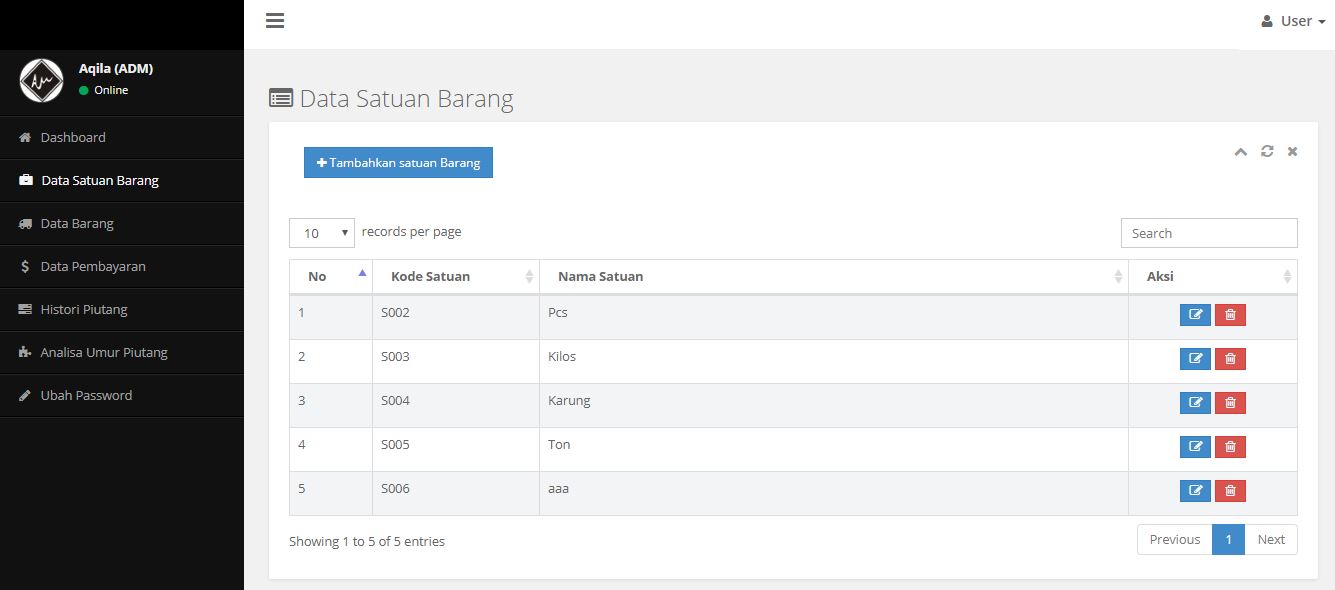 User
Aqila (ADM)
Online
Dashboard
Data Satuan Barang
Data Barang
Data Pembayaran
Histori Piutang
Analisa Umur Piutang
Ubah Password
Data Satuan Barang
Tambahkan satuan Barang
10 records per page
Search
No Kode Satuan Nama Satuan Aksi
1 S002 Pcs
2 S003 Kilos
3 S004 Karung
4 S005 Ton
5 S006 aaa
Showing 1 to 5 of 5 entries
Previous 1 Next